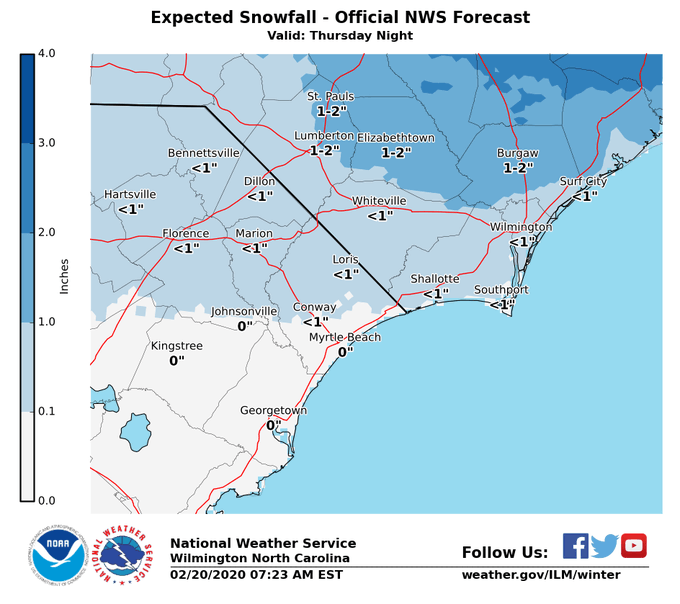 Expected Snowfall - Official NWS Forecast
Valid: Thursday Night
4.0
3.0
2.0
1.0
0.1
0.0
Inches
St. Pauls
1-2"
Lumberton
1-2"
Elizabethtown
1-2"
Bennettsville
<1"
Burgaw
1-2"
Dillon
<1"
Surf City
<1"
Hartsville
<1"
Whiteville
<1"
Florence
<1"
Marion
<1"
Wilmington
<1"
Loris
<1"
Shallotte
<1"
Southport
<1"
Johnsonville
0"
Conway
<1"
Myrtle Beach
0"
Kingstree
0"
Georgetown
0"
NOAA
NATIONAL WEATHER SERVICE
National Weather Service
Wilmington North Carolina
02/20/2020 07:23 AM EST
Follow Us:
weather.gov/ILM/winter